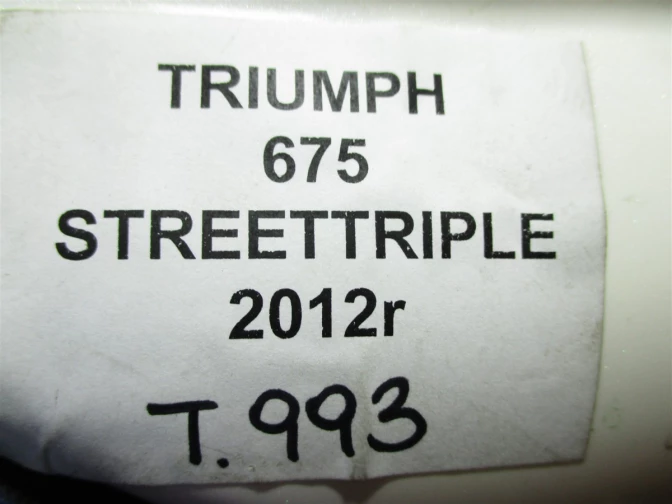 TRIUMPH
675
STREETTRIPLE
2012r
T.993